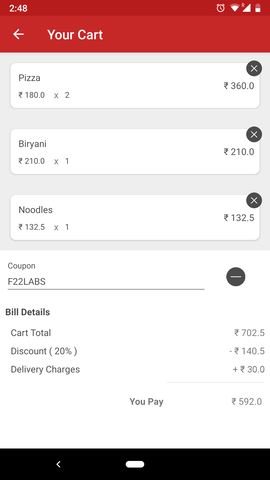 2:48
Your Cart
Pizza
₹ 360.0
₹ 180.0 x 2
Biryani
₹ 210.0
₹ 210.0 x 1
Noodles
₹ 132.5
₹ 132.5 x 1
Coupon
F22LABS
Bill Details
Cart Total ₹ 702.5
Discount ( 20% ) - ₹ 140.5
Delivery Charges + ₹ 30.0
You Pay ₹ 592.0